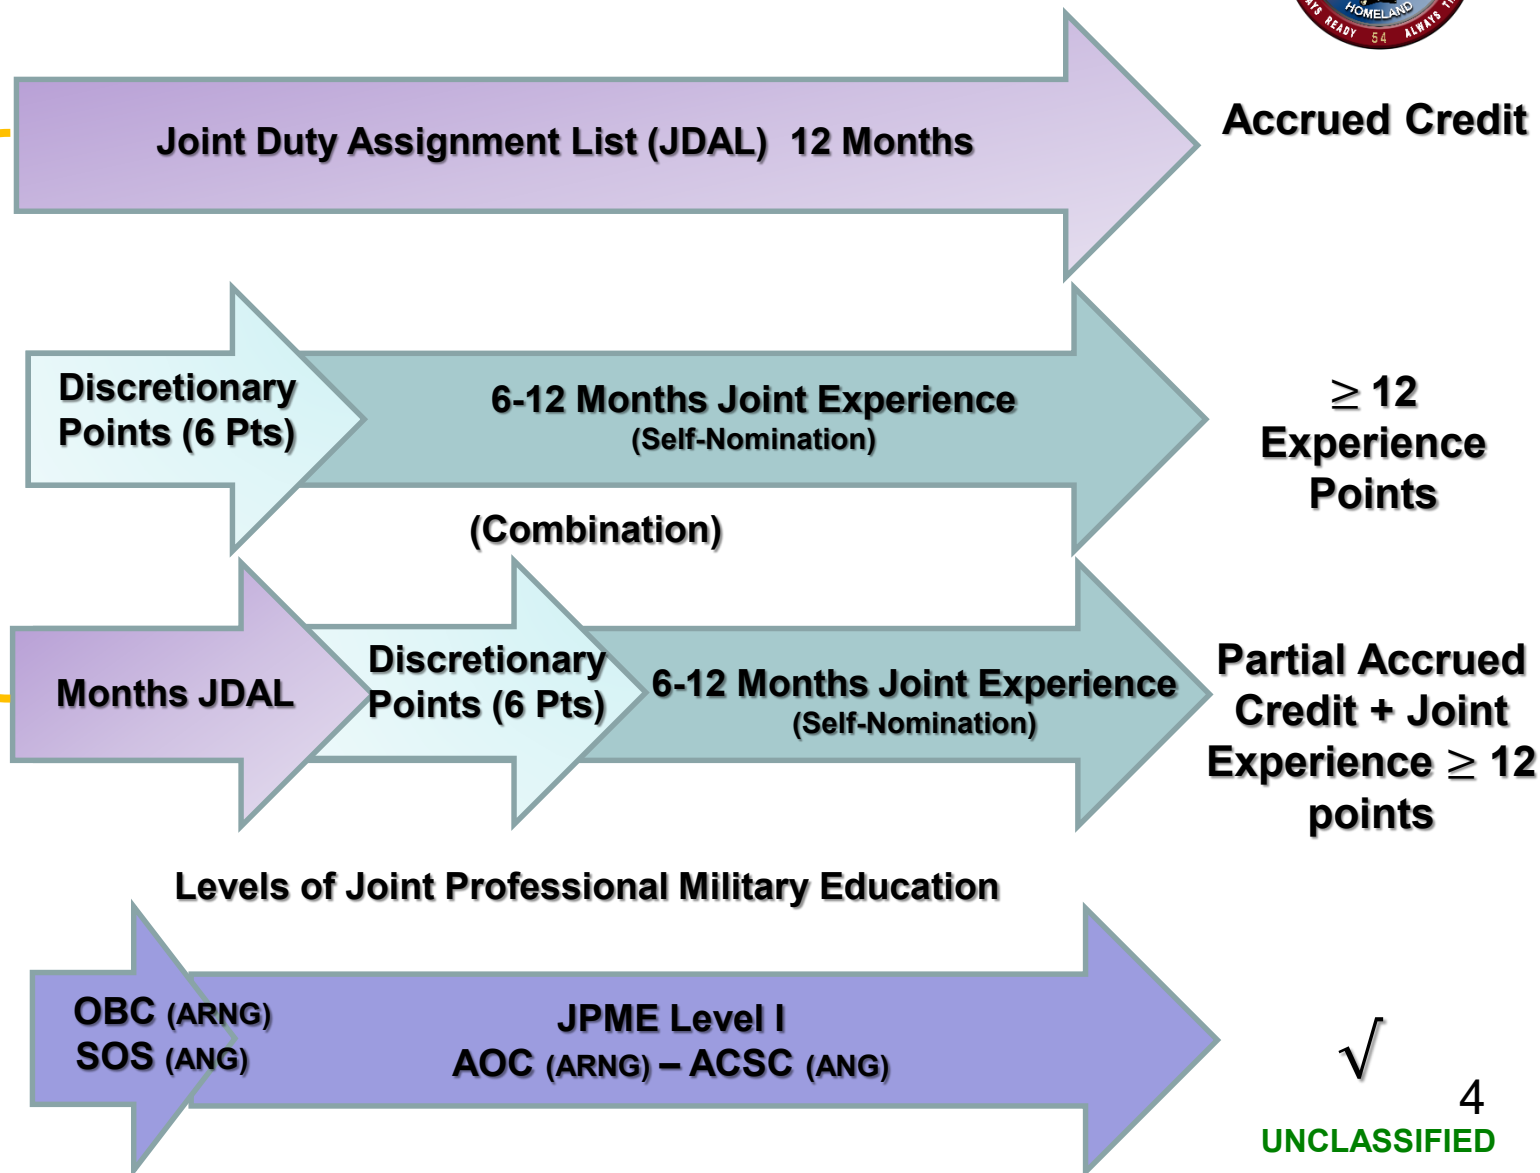 HOMELAND
READY 54 ALWAYS
Joint Duty Assignment List (JDAL) 12 Months
Accrued Credit
Discretionary
Points (6 Pts)
6-12 Months Joint Experience
(Self-Nomination)
≥ 12
Experience
Points
(Combination)
Months JDAL
Discretionary
Points (6 Pts)
6-12 Months Joint Experience
(Self-Nomination)
Partial Accrued
Credit + Joint
Experience ≥ 12
points
Levels of Joint Professional Military Education
OBC (ARNG)
SOS (ANG)
JPME Level I
AOC (ARNG) – ACSC (ANG)
√
4
UNCLASSIFIED